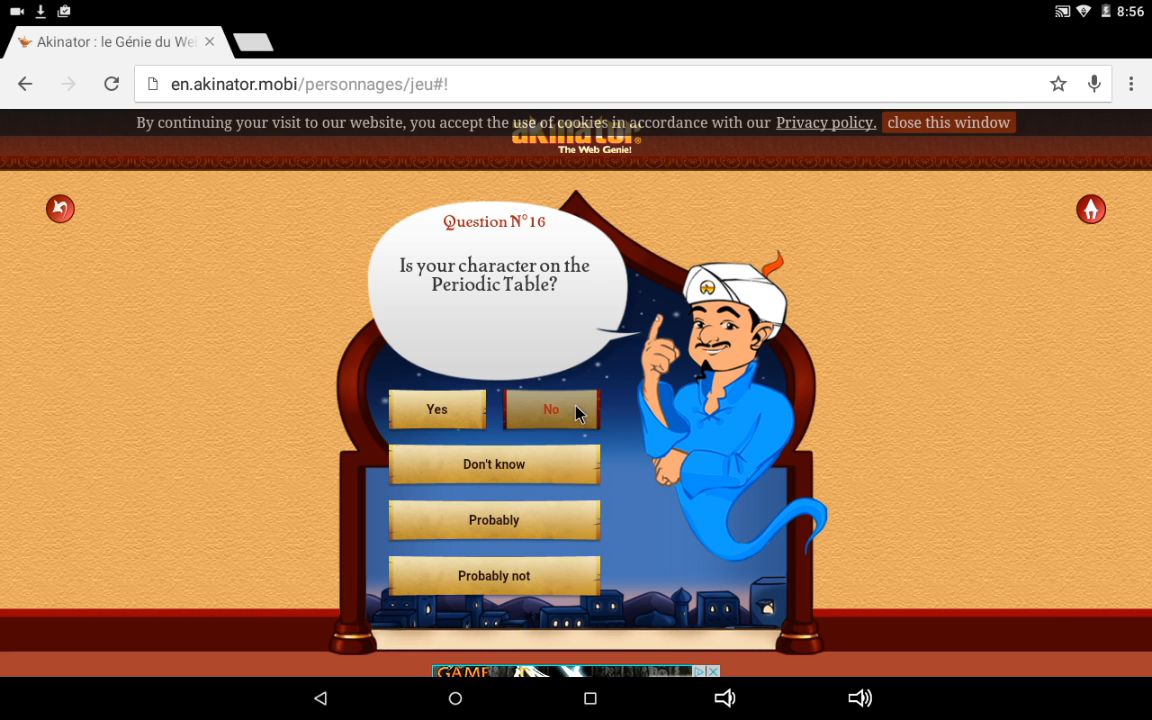 8:56
Akinator : le Génie du We
en.akinator.mobi/personnages/jeu#!
By continuing your visit to our website, you accept the use of cookies in accordance with our Privacy policy. close this window
akinator®
The Web Genie!
Question N°16
Is your character on the
Periodic Table?
Yes No
Don't know
Probably
Probably not
GAME